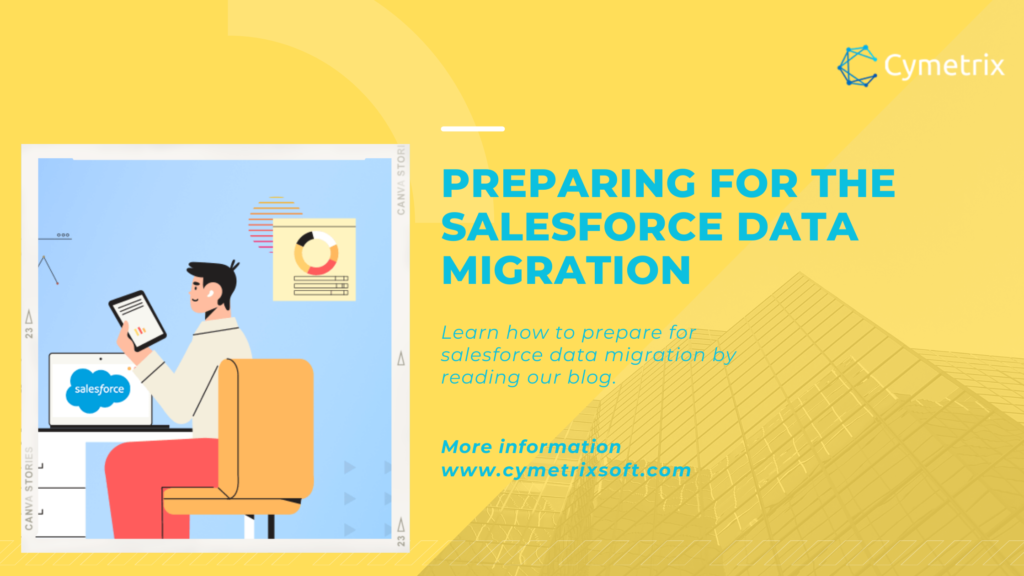 Cymetrix
PREPARING FOR THE
SALESFORCE DATA
MIGRATION
Learn how to prepare for
salesforce data migration by
reading our blog.
More information
www.cymetrixsoft.com
CANVA STORI
23
salesforce
CANVA STORIES
23